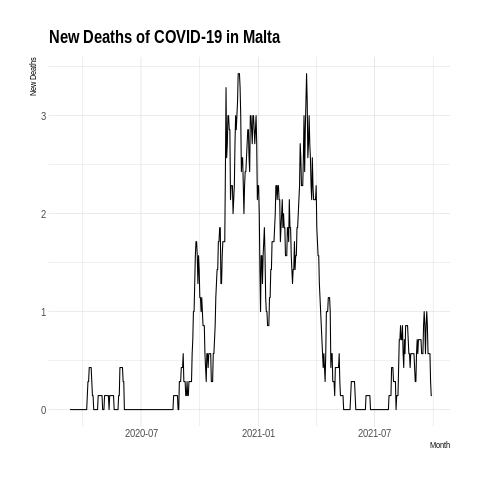 New Deaths of COVID-19 in Malta
New Deaths
3
2
1
0
2020-07
2021-01
2021-07
Month